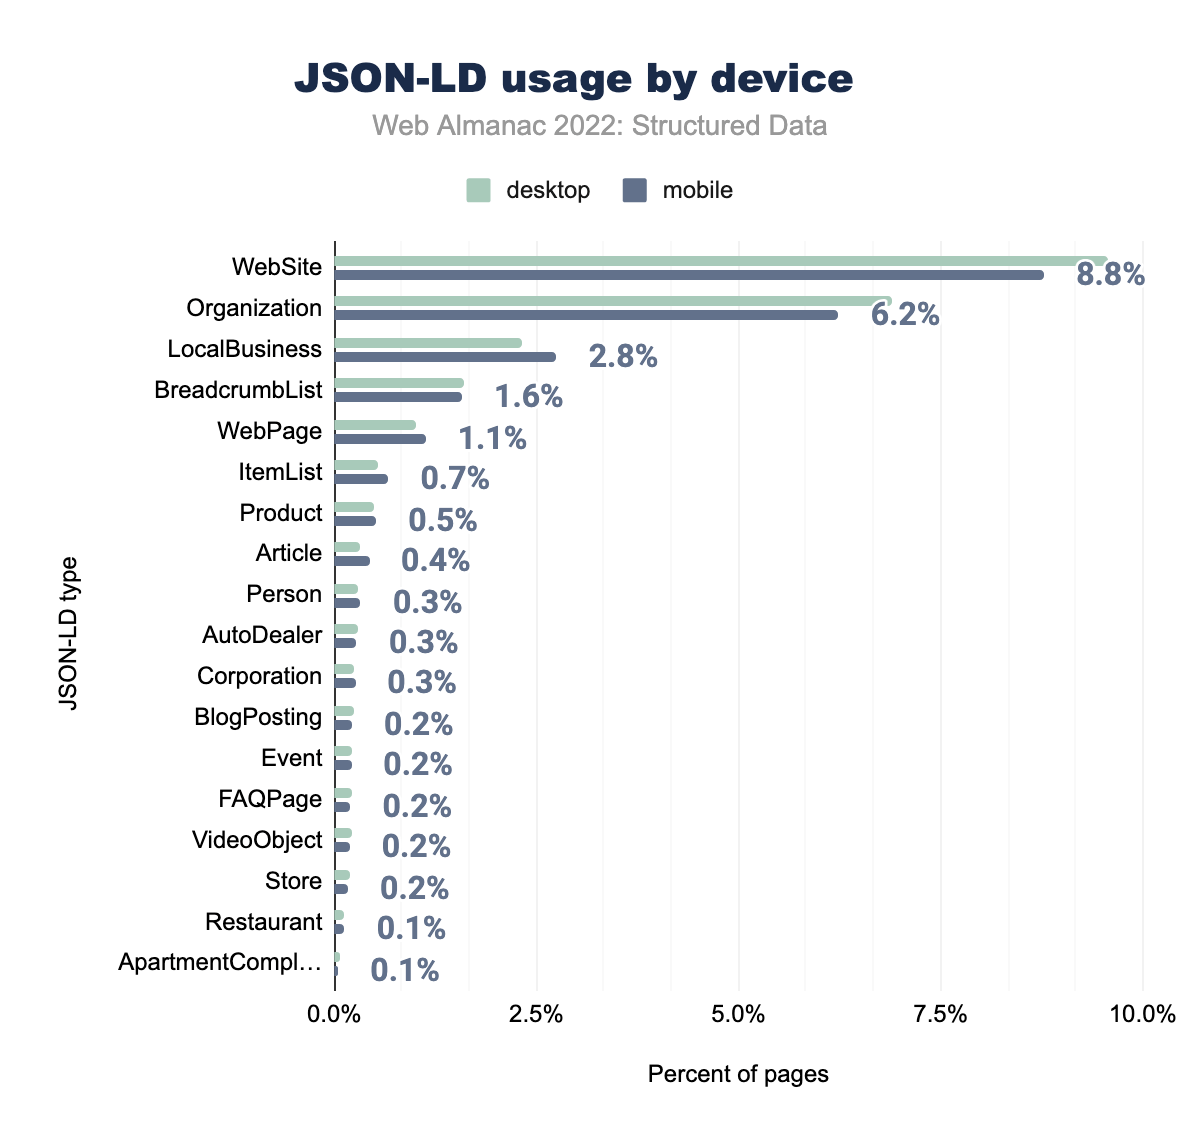 JSON-LD usage by device
Web Almanac 2022: Structured Data
desktop
mobile
JSON-LD type
WebSite 8.8%
Organization 6.2%
LocalBusiness 2.8%
BreadcrumbList 1.6%
WebPage 1.1%
ItemList 0.7%
Product 0.5%
Article 0.4%
Person 0.3%
AutoDealer 0.3%
Corporation 0.3%
BlogPosting 0.2%
Event 0.2%
FAQPage 0.2%
VideoObject 0.2%
Store 0.2%
Restaurant 0.1%
ApartmentCompl... 0.1%
0.0% 2.5% 5.0% 7.5% 10.0%
Percent of pages